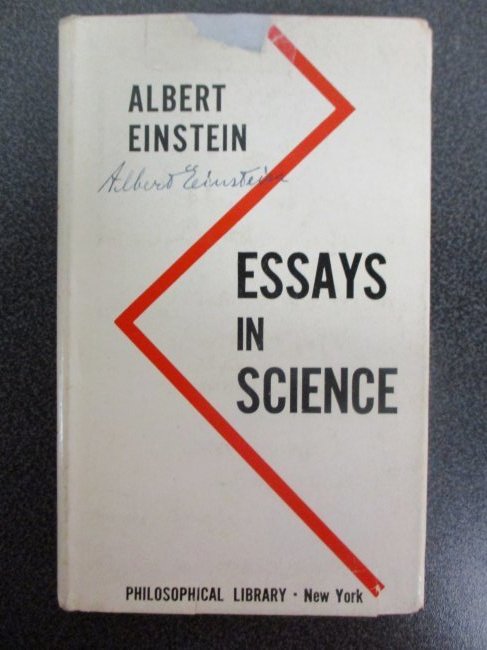 ALBERT
EINSTEIN
Albert Einstein
ESSAYS
IN
SCIENCE
PHILOSOPHICAL LIBRARY • New York